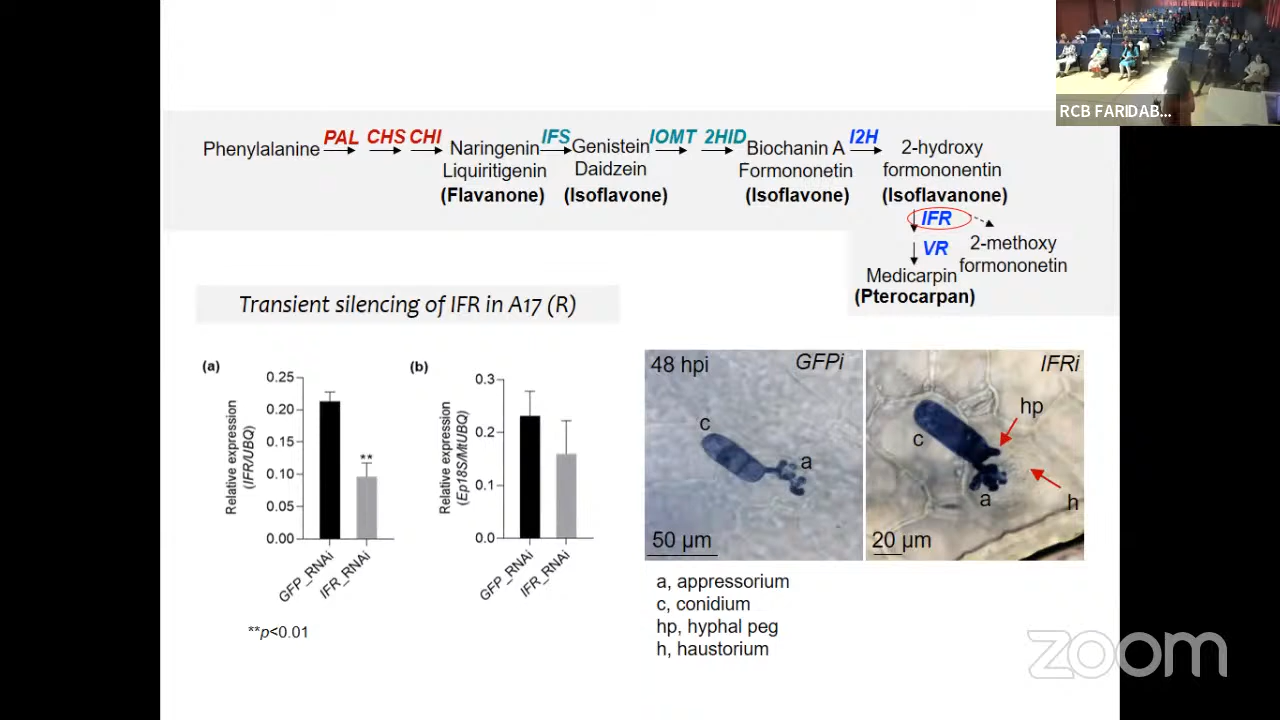 RCB FARIDAB...
Phenylalanine PAL CHS CHI Naringenin IFS Genistein IOMT 2HID Biochanin A I2H 2-hydroxy
Liquiritigenin Daidzein Formononetin formononentin
(Flavanone) (Isoflavone) (Isoflavone) (Isoflavanone)
IFR
VR 2-methoxy
formononetin
Medicarpin
(Pterocarpan)
Transient silencing of IFR in A17 (R)
(a)
Relative expression
(IFR/UBQ)
0.25
0.20
0.15
0.10
0.05
0.00
**
GFP_RNAi
IFR_RNAi
**p<0.01
(b)
Relative expression
(Ep18S/MtUBQ)
0.3
0.2
0.1
0.0
GFP_RNAi
IFR_RNAi
48 hpi GFPi
c
a
50 µm
IFRi
hp
c
a
h
20 µm
a, appressorium
c, conidium
hp, hyphal peg
h, haustorium
zoom